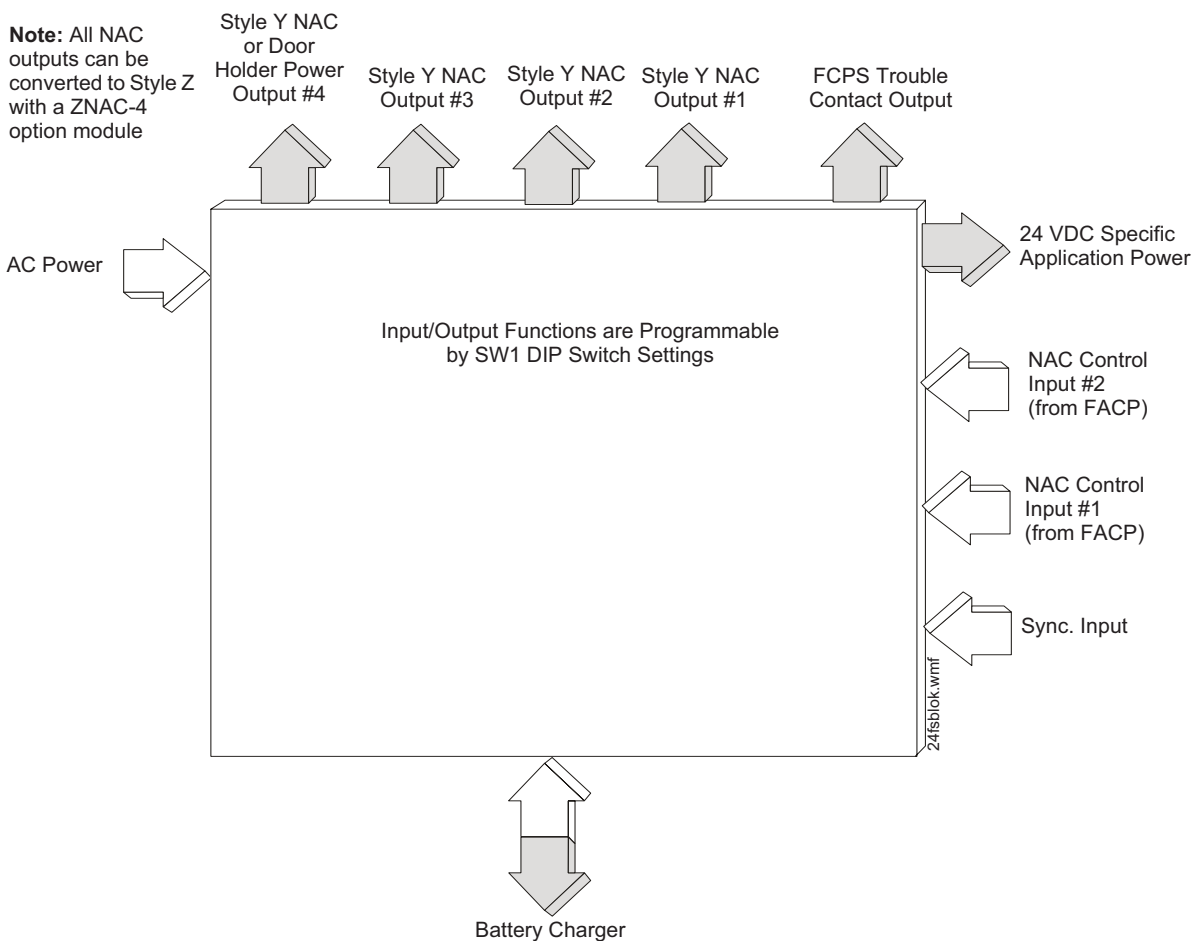 Note: All NAC
outputs can be
converted to Style Z
with a ZNAC-4
option module
Style Y NAC
or Door
Holder Power
Output #4
Style Y NAC
Output #3
Style Y NAC
Output #2
Style Y NAC
Output #1
FCPS Trouble
Contact Output
AC Power
24 VDC Specific
Application Power
Input/Output Functions are Programmable
by SW1 DIP Switch Settings
NAC Control
Input #2
(from FACP)
NAC Control
Input #1
(from FACP)
Sync. Input
24fsblok.wmf
Battery Charger